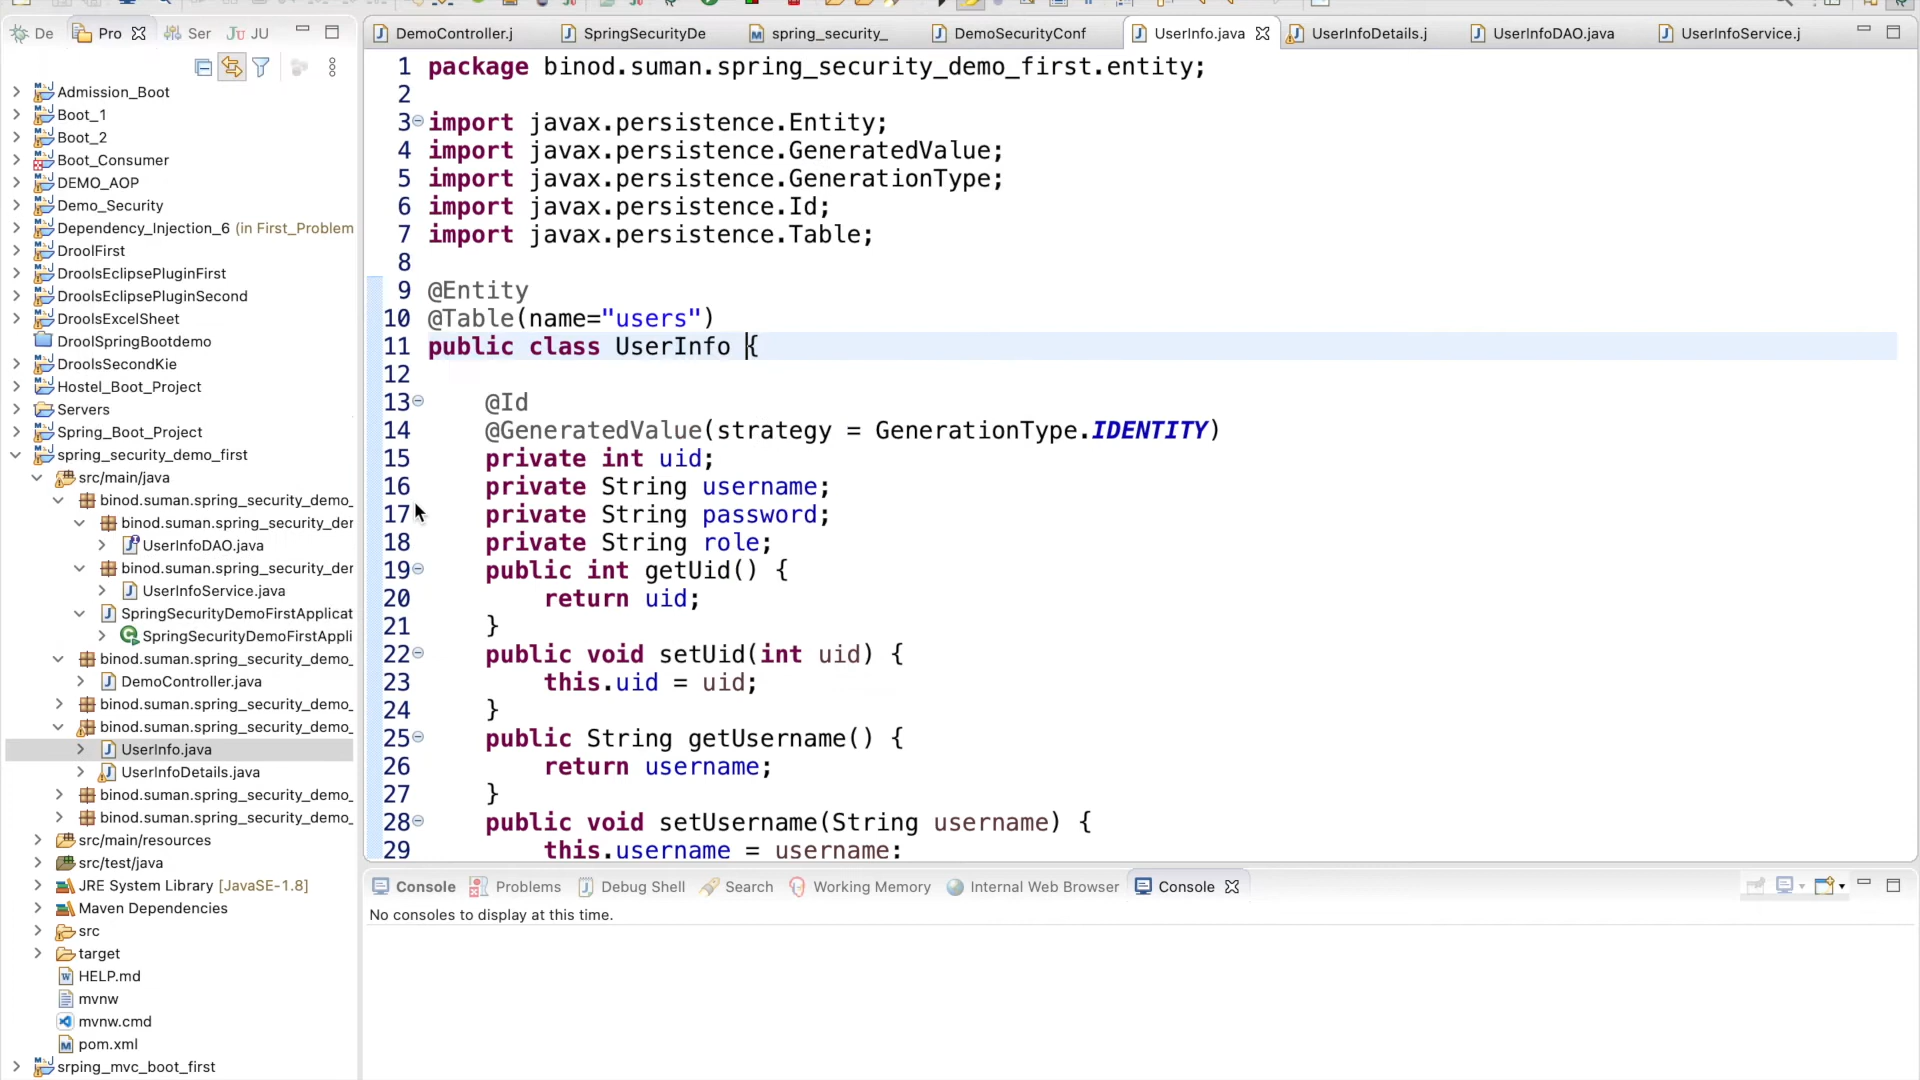 De
Pro
Ser
JU
DemoController.j
SpringSecurityDe
spring_security_
DemoSecurityConf
UserInfo.java
UserInfoDetails.j
UserInfoDAO.java
UserInfoService.j
Admission_Boot
Boot_1
Boot_2
Boot_Consumer
DEMO_AOP
Demo_Security
Dependency_Injection_6 (in First_Problem
DroolFirst
DroolsEclipsePluginFirst
DroolsEclipsePluginSecond
DroolsExcelSheet
DroolSpringBootdemo
DroolsSecondKie
Hostel_Boot_Project
Servers
Spring_Boot_Project
spring_security_demo_first
src/main/java
binod.suman.spring_security_demo_
binod.suman.spring_security_der
UserInfoDAO.java
binod.suman.spring_security_der
UserInfoService.java
SpringSecurityDemoFirstApplicat
SpringSecurityDemoFirstAppli
binod.suman.spring_security_demo_
DemoController.java
binod.suman.spring_security_demo_
binod.suman.spring_security_demo_
UserInfo.java
UserInfoDetails.java
binod.suman.spring_security_demo_
binod.suman.spring_security_demo_
src/main/resources
src/test/java
JRE System Library [JavaSE-1.8]
Maven Dependencies
src
target
HELP.md
mvnw
mvnw.cmd
pom.xml
srping_mvc_boot_first
1 package binod.suman.spring_security_demo_first.entity;
2
3 import javax.persistence.Entity;
4 import javax.persistence.GeneratedValue;
5 import javax.persistence.GenerationType;
6 import javax.persistence.Id;
7 import javax.persistence.Table;
8
9 @Entity
10 @Table(name="users")
11 public class UserInfo {
12
13 @Id
14 @GeneratedValue(strategy = GenerationType.IDENTITY)
15 private int uid;
16 private String username;
17 private String password;
18 private String role;
19 public int getUid() {
20 return uid;
21 }
22 public void setUid(int uid) {
23 this.uid = uid;
24 }
25 public String getUsername() {
26 return username;
27 }
28 public void setUsername(String username) {
29 this.username = username;
Console
Problems
Debug Shell
Search
Working Memory
Internal Web Browser
Console
No consoles to display at this time.